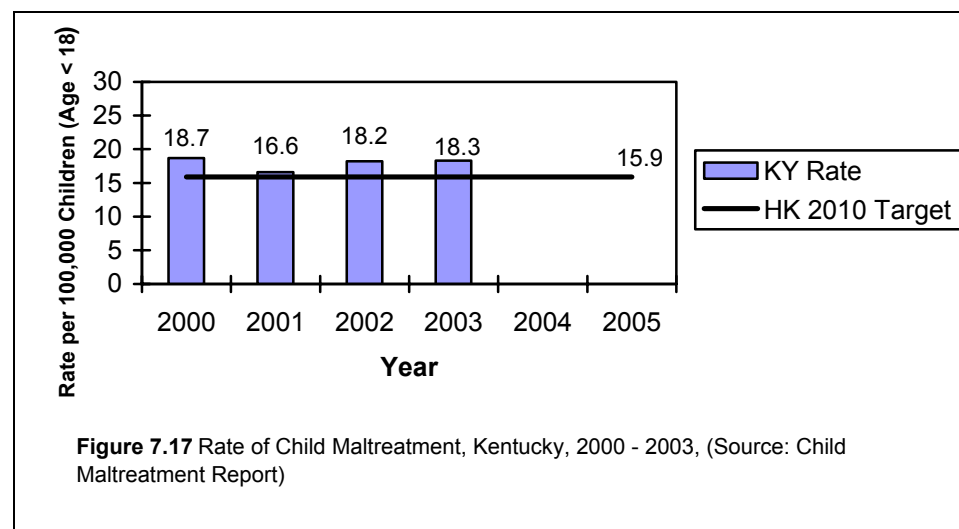 Rate per 100,000 Children (Age < 18)
30
25
20
15
10
5
0
18.7
16.6
18.2
18.3
15.9
2000 2001 2002 2003 2004 2005
Year
KY Rate
HK 2010 Target
Figure 7.17 Rate of Child Maltreatment, Kentucky, 2000 - 2003, (Source: Child
Maltreatment Report)